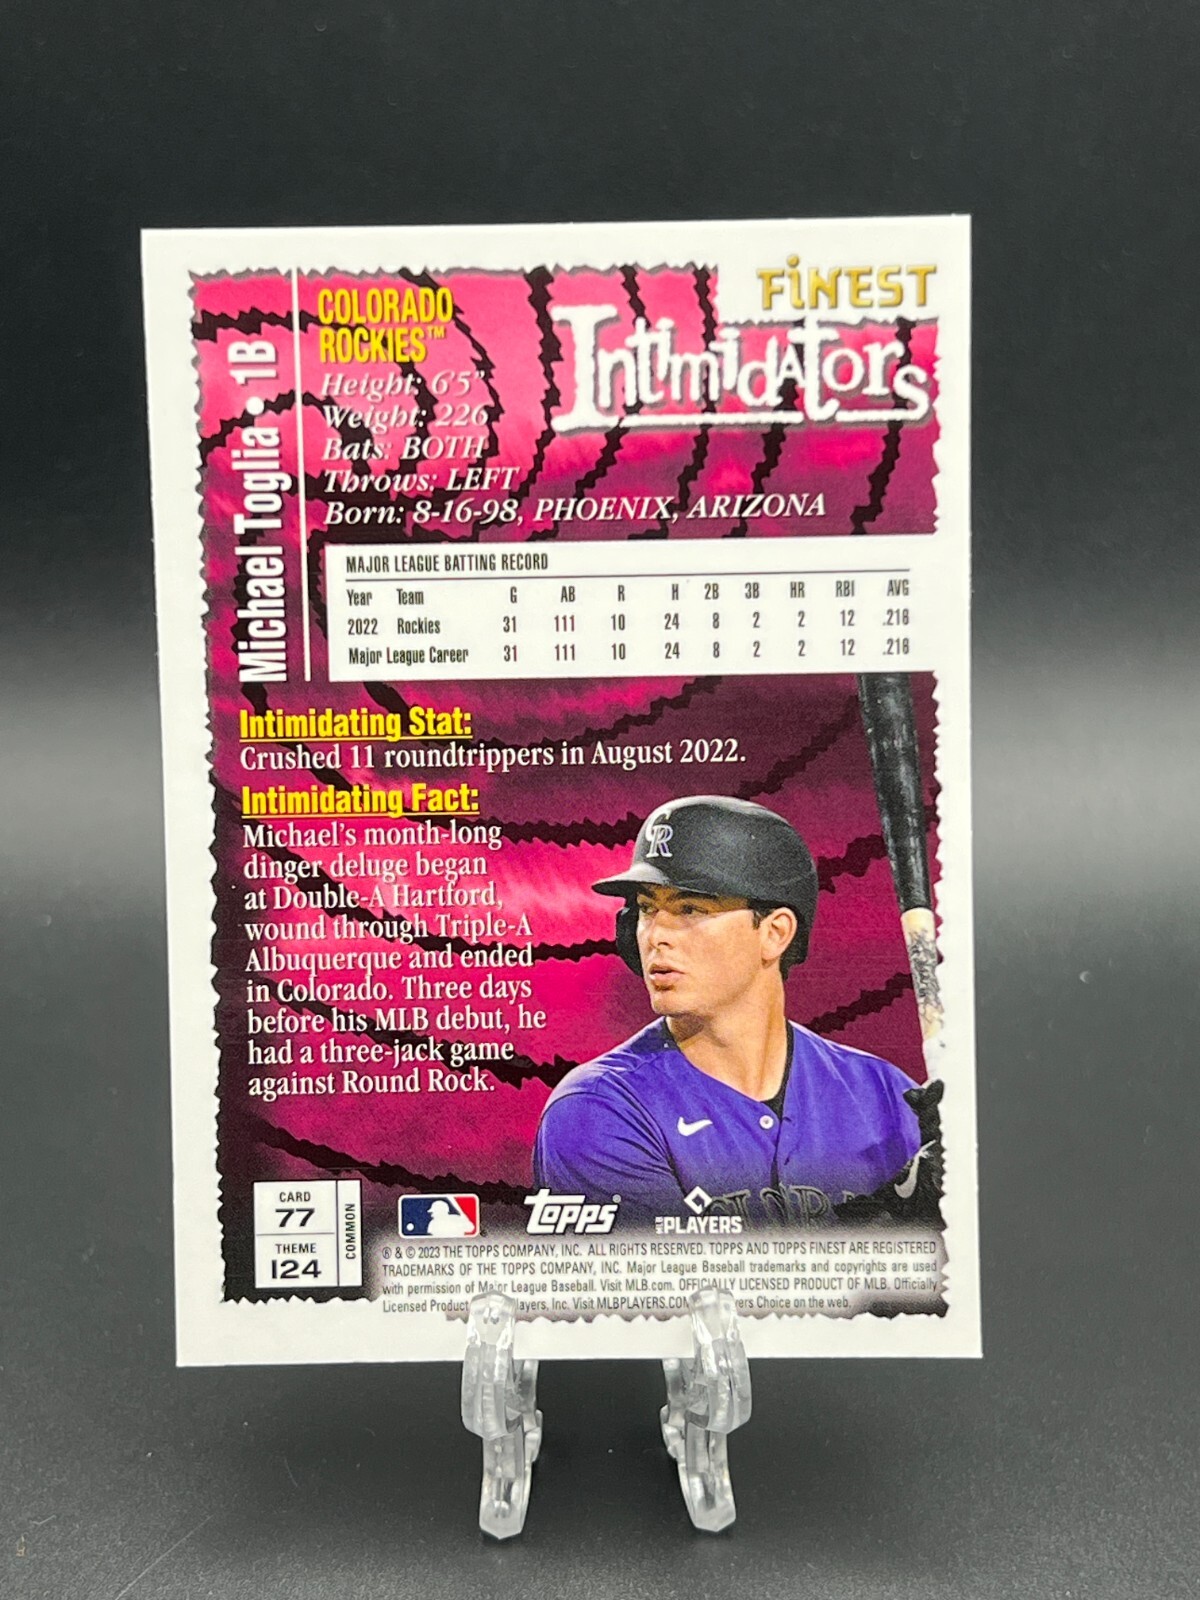 FINEST
Intimidators
Michael Toglia • 1B
COLORADO
ROCKIES™
Height: 6'5"
Weight: 226
Bats: BOTH
Throws: LEFT
Born: 8-16-98, PHOENIX, ARIZONA
MAJOR LEAGUE BATTING RECORD
Year Team G AB R H 2B 3B HR RBI AVG
2022 Rockies 31 111 10 24 8 2 2 12 .216
Major League Career 31 111 10 24 8 2 2 12 .216
Intimidating Stat:
Crushed 11 roundtrippers in August 2022.
Intimidating Fact:
Michael's month-long
dinger deluge began
at Double-A Hartford,
wound through Triple-A
Albuquerque and ended
in Colorado. Three days
before his MLB debut, he
had a three-jack game
against Round Rock.
CR
CARD
77
THEME
124
COMMON
Topps®
MLB PLAYERS
® & © 2023 THE TOPPS COMPANY, INC. ALL RIGHTS RESERVED. TOPPS AND TOPPS FINEST ARE REGISTERED
TRADEMARKS OF THE TOPPS COMPANY, INC. Major League Baseball trademarks and copyrights are used
with permission of Major League Baseball. Visit MLB.com. OFFICIALLY LICENSED PRODUCT OF MLB. Officially
Licensed Product layers, Inc. Visit MLBPLAYERS.COM yers Choice on the web.